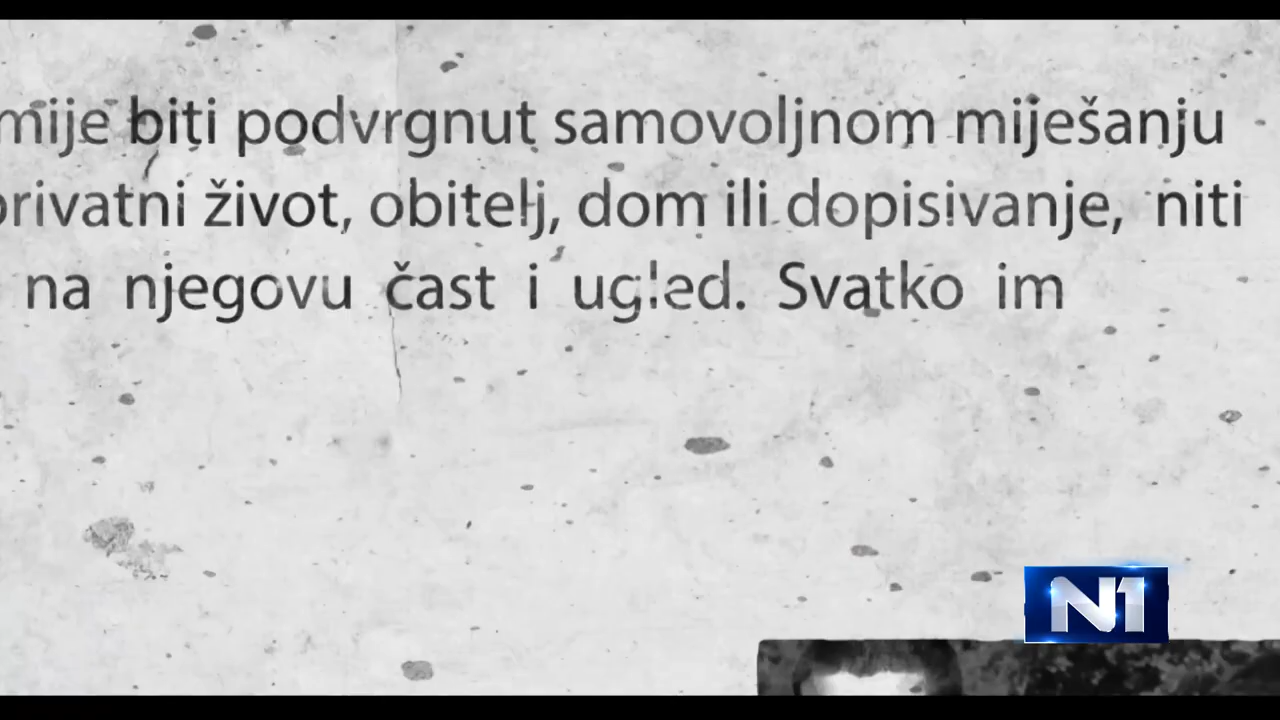 mije biti podvrgnut samovoljnom miješanju
privatni život, obitelj, dom ili dopisivanje, niti
na njegovu čast i ugled. Svatko im
N1